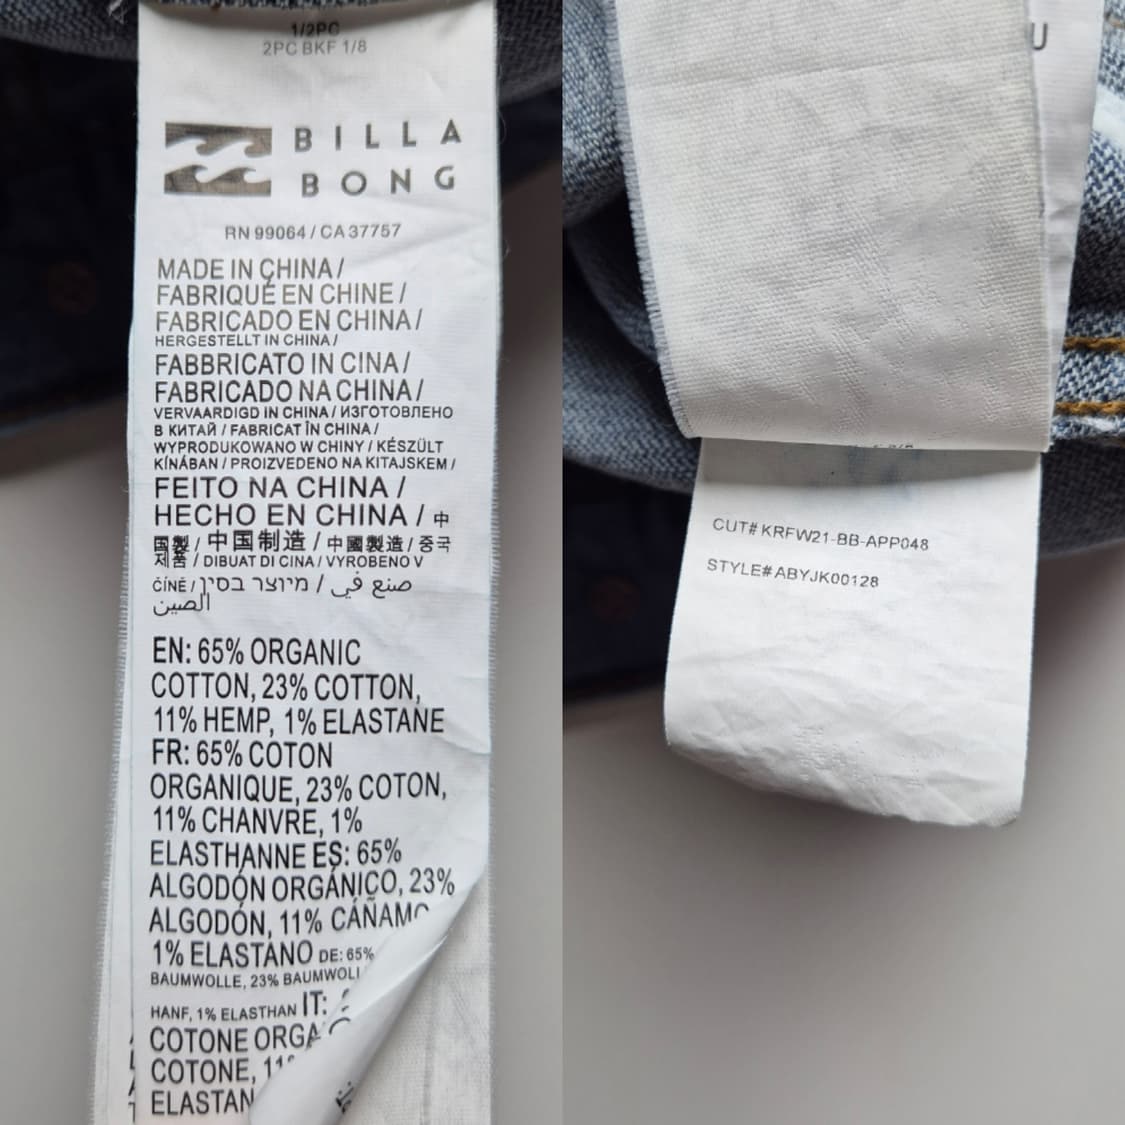 1/2PC
2PC BKF 1/8
BILLA
BONG
RN 99064 / CA 37757
MADE IN CHINA /
FABRIQUÉ EN CHINE /
FABRICADO EN CHINA /
HERGESTELLT IN CHINA /
FABBRICATO IN CINA /
FABRICADO NA CHINA /
VERVAARDIGD IN CHINA / ИЗГОТОВЛЕНО
В КИТАЙ / FABRICAT ÎN CHINA /
WYPRODUKOWANO W CHINY / KÉSZÜLT
KÍNÁBAN / PROIZVEDENO NA KITAJSKEM /
FEITO NA CHINA /
HECHO EN CHINA / 中
国製 / 中国制造 / 中國製造 / 중국
제품 / DIBUAT DI CINA / VYROBENO V
ČÍNĚ / מיוצר בסין / صنع في
الصين
EN: 65% ORGANIC
COTTON, 23% COTTON,
11% HEMP, 1% ELASTANE
FR: 65% COTON
ORGANIQUE, 23% COTON,
11% CHANVRE, 1%
ELASTHANNE ES: 65%
ALGODÓN ORGÁNICO, 23%
ALGODÓN, 11% CÁÑAMO
1% ELASTANO DE: 65%
BAUMWOLLE, 23%
HANF, 1% ELASTHAN IT:
COTONE
COTONE,
U
CUT# KRFW21-BB-APP048
STYLE# ABYJK00128